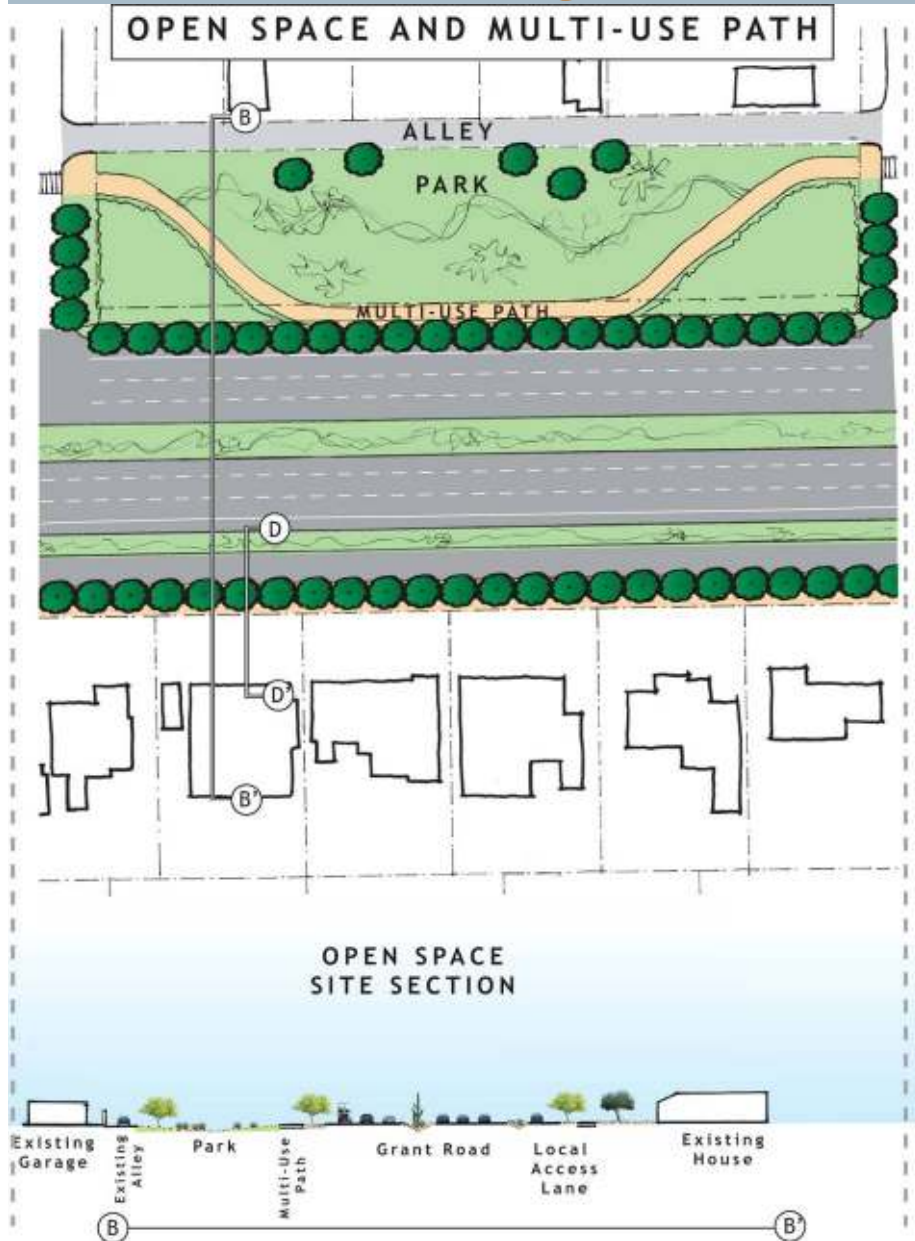 OPEN SPACE AND MULTI-USE PATH
B
ALLEY
PARK
MULTI-USE PATH
D
D'
B'
OPEN SPACE
SITE SECTION
Existing
Garage
Existing
Alley
Park
Multi-Use
Path
Grant Road
Local
Access
Lane
Existing
House
B
B'